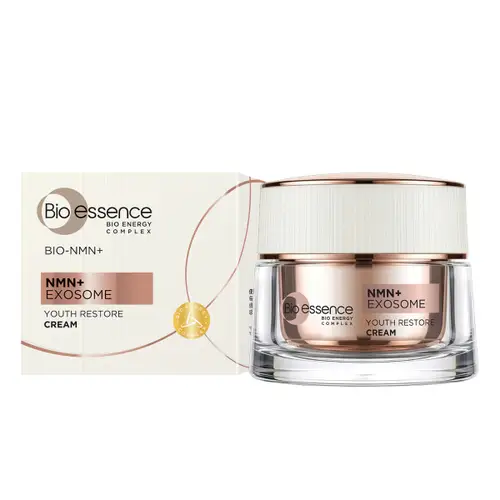 Bio essence
BIO ENERGY
COMPLEX
BIO-NMN+
NMN+
EXOSOME
YOUTH RESTORE
CREAM
Bio essence
BIO ENERGY
COMPLEX
NMN+
EXOSOME
YOUTH RESTORE
CREAM